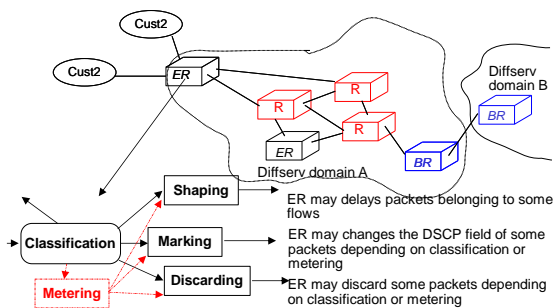 Cust2
Cust2
ER
R
R
R
ER
BR
BR
Diffserv
domain B
Diffserv domain A
Shaping
ER may delays packets belonging to some
flows
Classification
Marking
ER may changes the DSCP field of some
packets depending on classification or
metering
Metering
Discarding
ER may discard some packets depending
on classification or metering